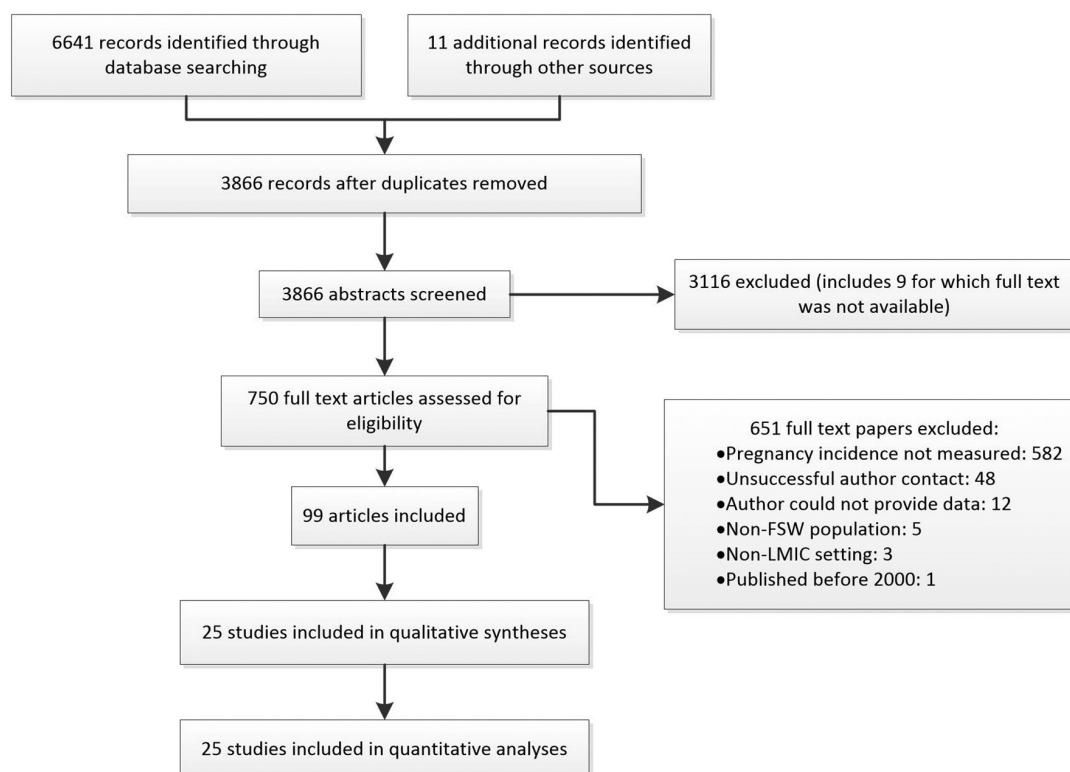 6641 records identified through
database searching
11 additional records identified
through other sources
3866 records after duplicates removed
3866 abstracts screened
3116 excluded (includes 9 for which full text
was not available)
750 full text articles assessed for
eligibility
651 full text papers excluded:
•Pregnancy incidence not measured: 582
•Unsuccessful author contact: 48
•Author could not provide data: 12
•Non-FSW population: 5
•Non-LMIC setting: 3
•Published before 2000: 1
99 articles included
25 studies included in qualitative syntheses
25 studies included in quantitative analyses